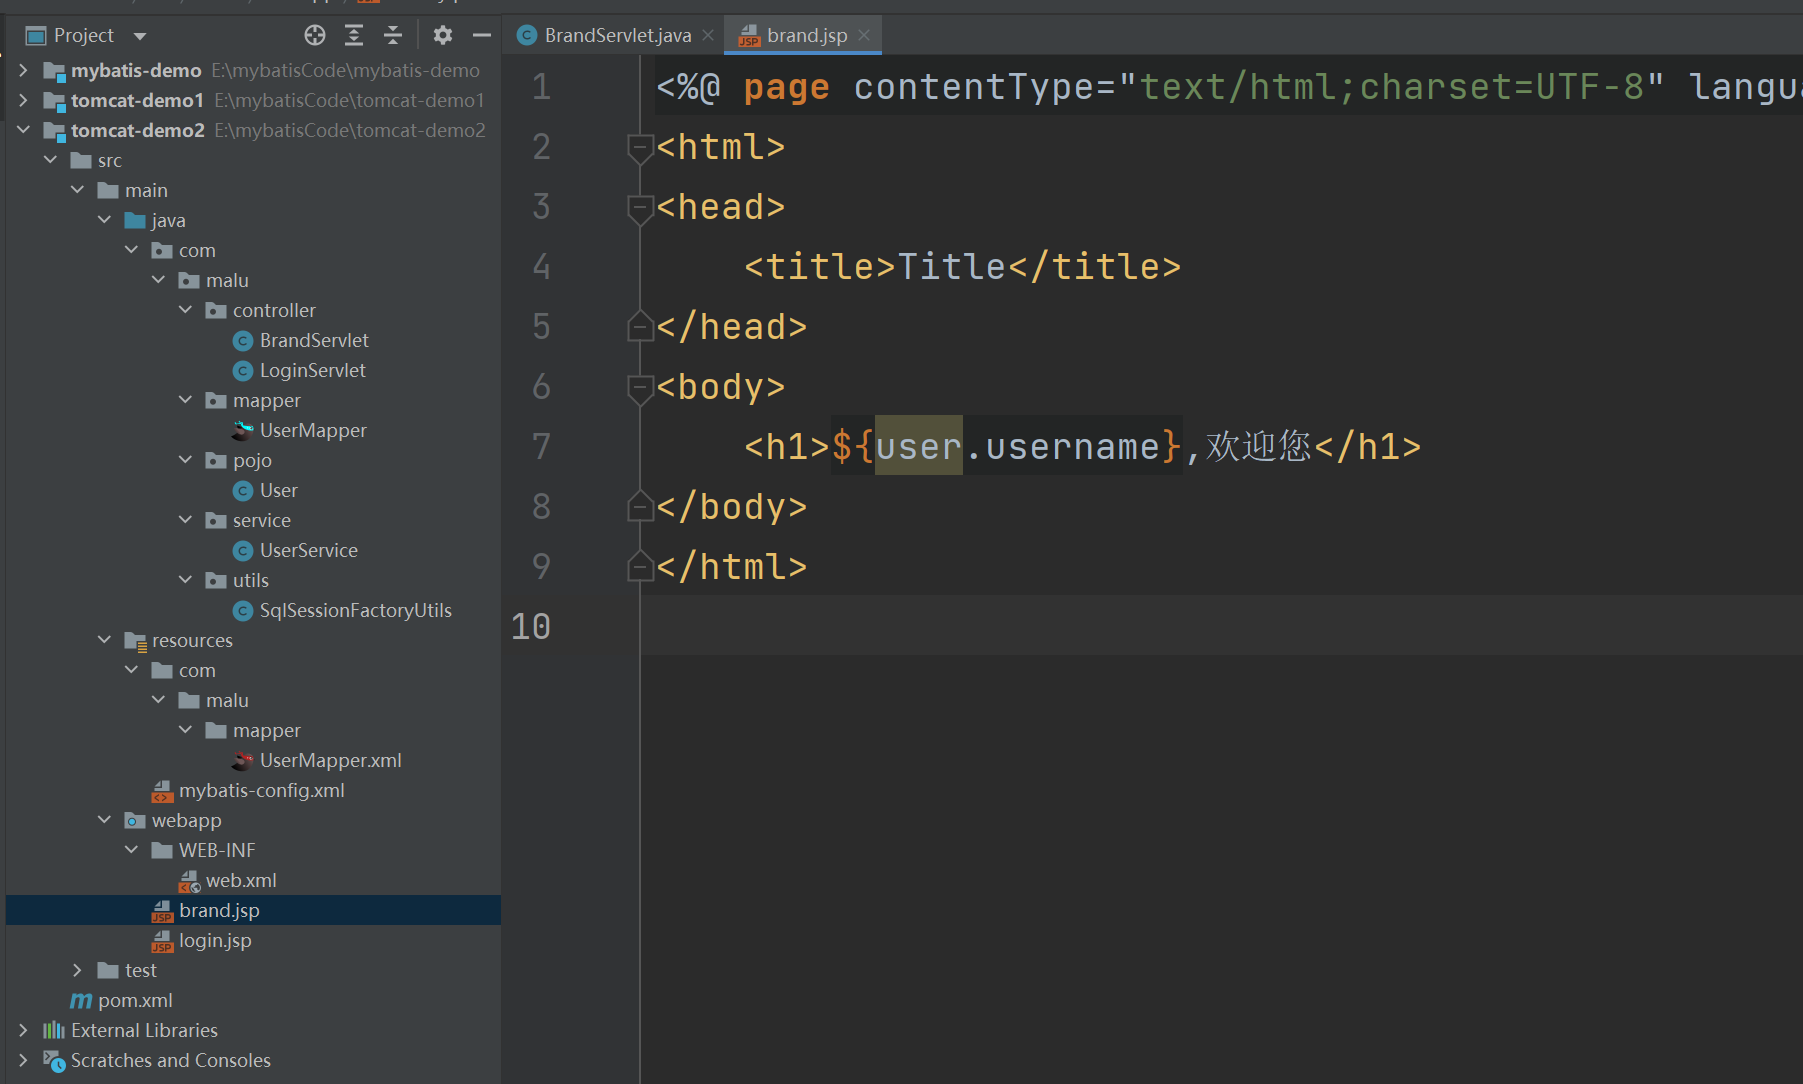 Project
mybatis-demo E:\mybatisCode\mybatis-demo
tomcat-demo1 E:\mybatisCode\tomcat-demo1
tomcat-demo2 E:\mybatisCode\tomcat-demo2
src
main
java
com
malu
controller
BrandServlet
LoginServlet
mapper
UserMapper
pojo
User
service
UserService
utils
SqlSessionFactoryUtils
resources
com
malu
mapper
UserMapper.xml
mybatis-config.xml
webapp
WEB-INF
web.xml
brand.jsp
login.jsp
test
pom.xml
External Libraries
Scratches and Consoles
BrandServlet.java brand.jsp
1 <%@ page contentType="text/html;charset=UTF-8" langua
2 <html>
3 <head>
4 <title>Title</title>
5 </head>
6 <body>
7 <h1>${user.username},欢迎您</h1>
8 </body>
9 </html>
10